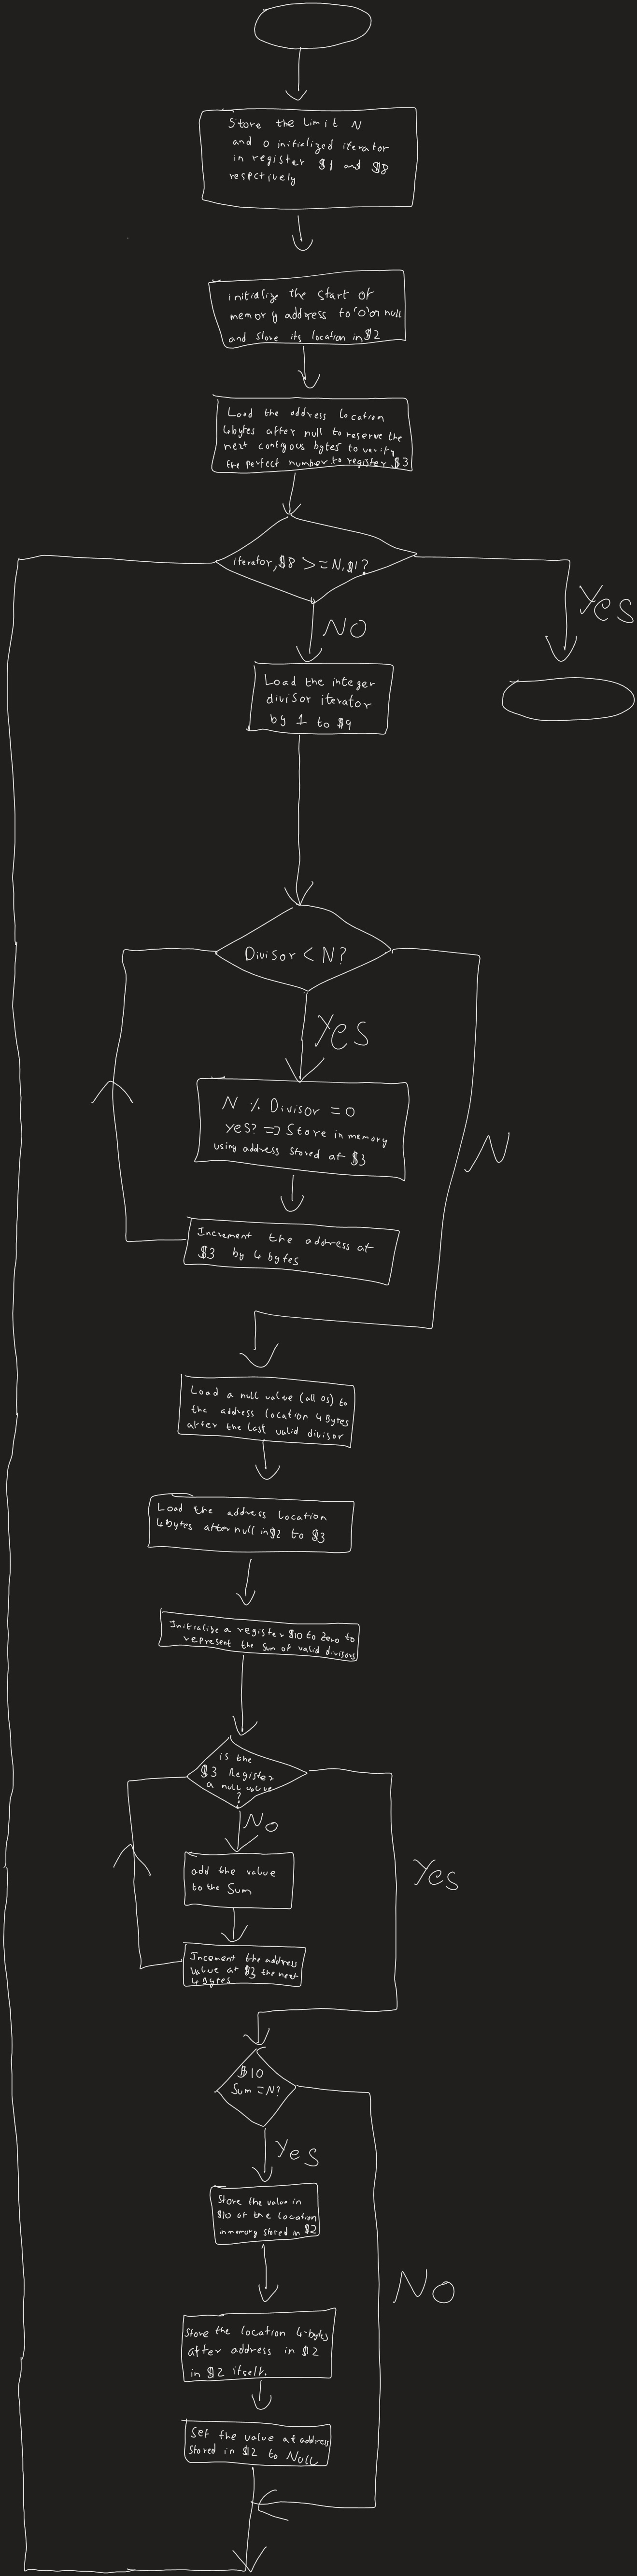 Store the Limit N
and 0 initialized iterator
in register $1 and $8
respctively
initialize the start of
memory address to '0' or null
and store its location in $2
Load the address location
4bytes after null to reserve the
next contigous bytes to verify
the perfect number to register $3
iterator,$8 >= N,$1?
Yes
NO
Load the integer
divisor iterator
by 1 to $9
Divisor < N?
Yes
N
N % Divisor = 0
Yes? => Store in memory
using address stored at $3
Increment the address at
$3 by 4 bytes
Load a null value (all 0s) to
the address location 4 Bytes
after the last valid divisor
Load the address location
4bytes after null in $2 to $3
Initialize a register $10 to Zero to
represent the sum of valid divisors
is the
$3 Register
a null value
?
No
Yes
add the value
to the Sum
Incement the address
value at $3 the next
4 Bytes
$10
Sum = N?
Yes
No
Store the value in
$10 at the location
in memory stored in $2
Store the location 4-bytes
after address in $2
in $2 itself.
Set the value at address
stored in $2 to NULL